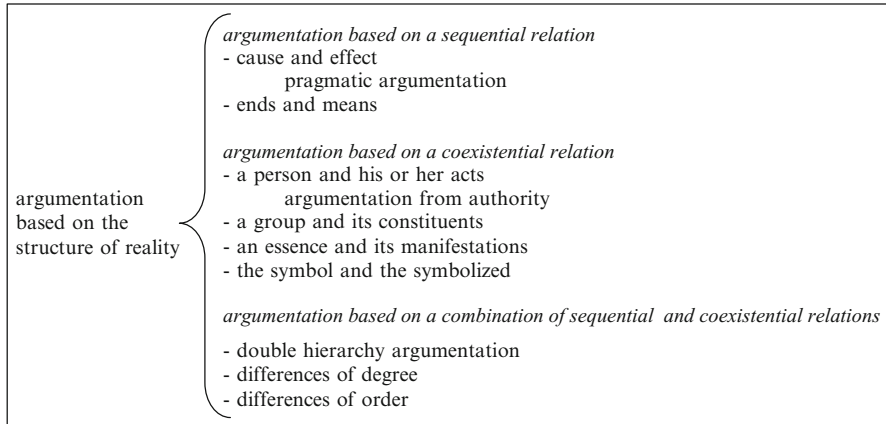 argumentation based on a sequential relation
- cause and effect
pragmatic argumentation
- ends and means
argumentation based on a coexistential relation
- a person and his or her acts
argumentation from authority
- a group and its constituents
- an essence and its manifestations
- the symbol and the symbolized
argumentation
based on the
structure of reality
argumentation based on a combination of sequential and coexistential relations
- double hierarchy argumentation
- differences of degree
- differences of order